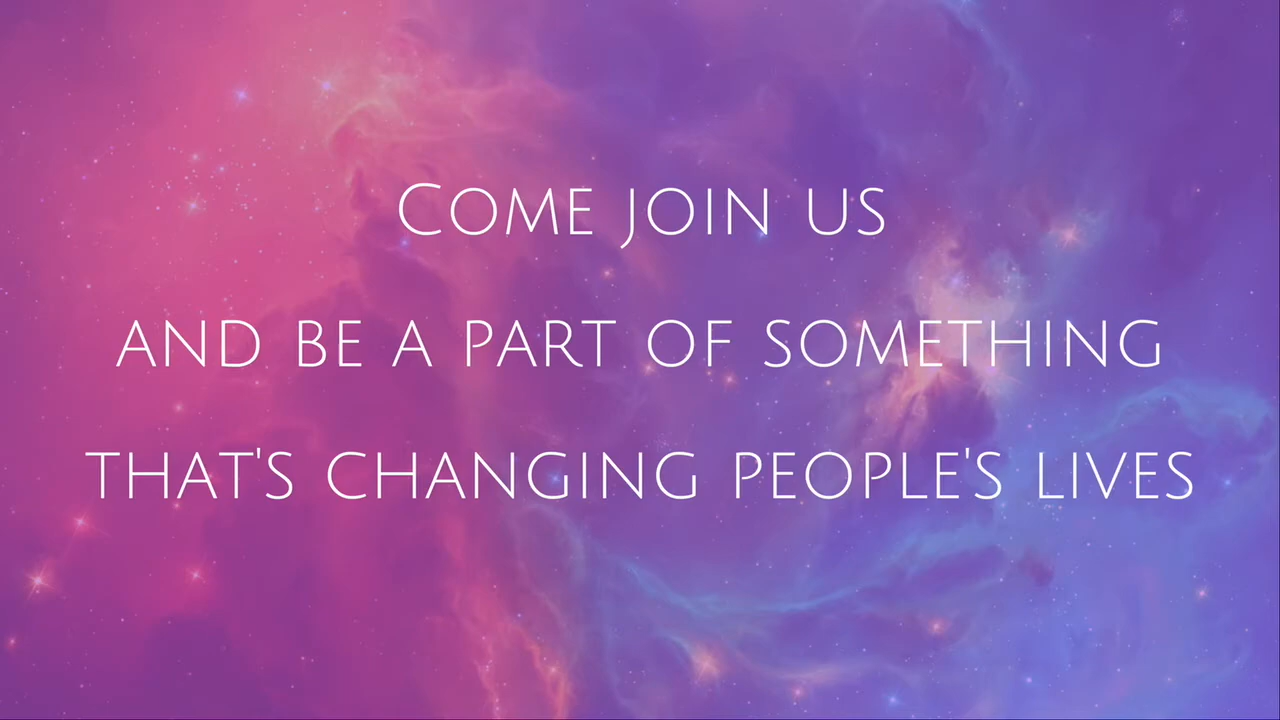 Come join us
and be a part of something
that's changing people's lives